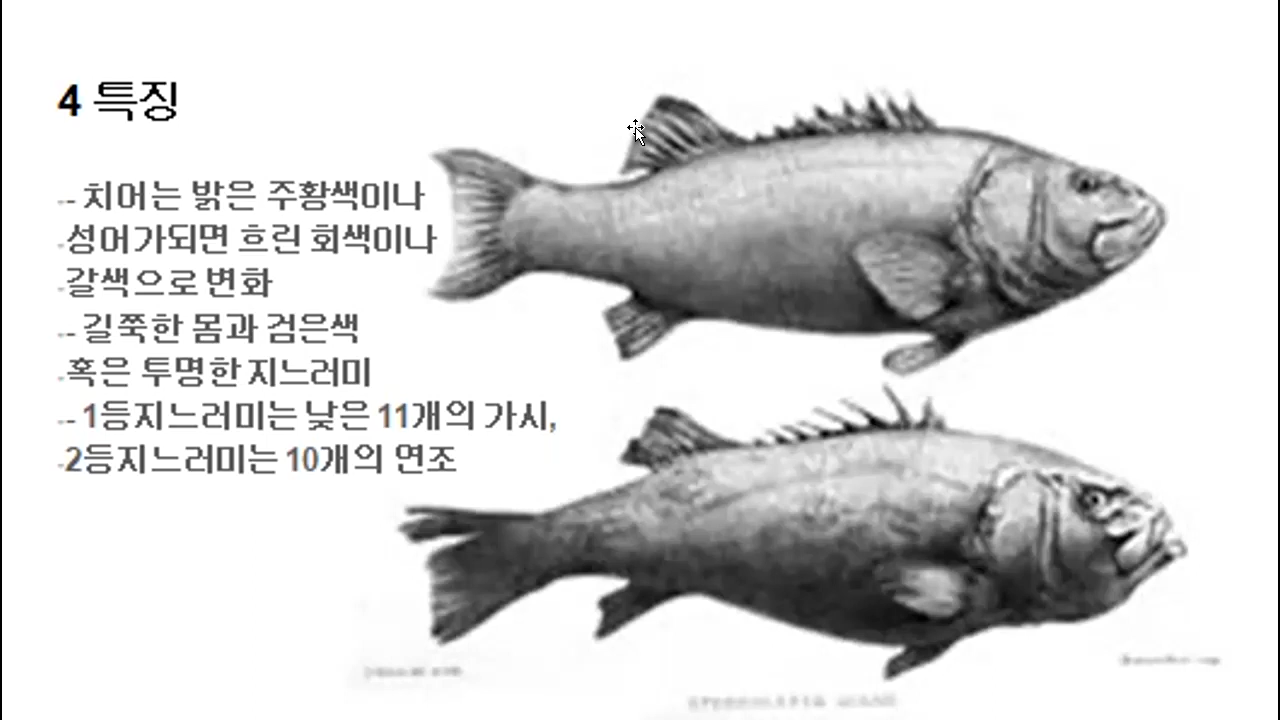 4 특징
-- 치어는 밝은 주황색이나
-성어가되면 흐린 회색이나
-갈색으로 변화
-- 길쭉한 몸과 검은색
-혹은 투명한 지느러미
-- 1등지느러미는 낮은 11개의 가시,
-2등지느러미는 10개의 연조